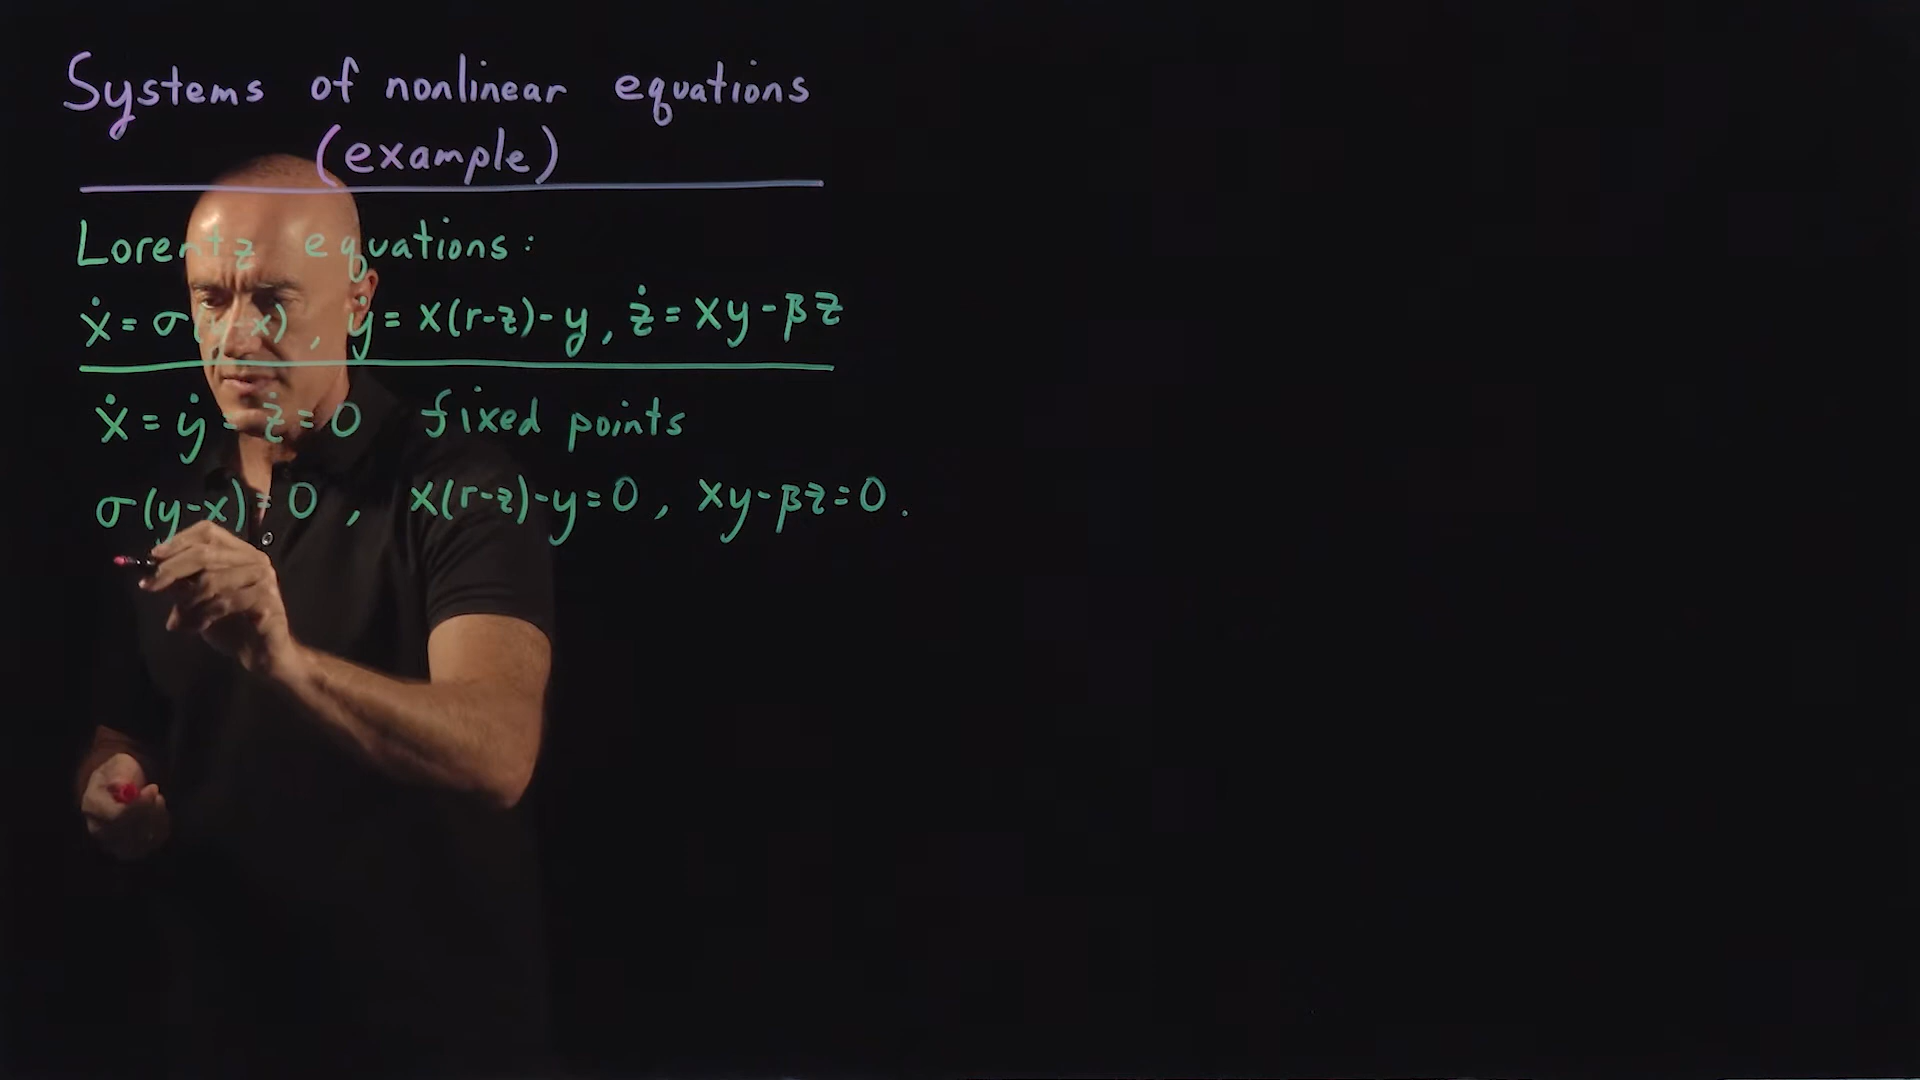 Systems of nonlinear equations
(example)
Lorentz equations:
ẋ = σ(y-x), ẏ = x(r-z)-y, ż = xy-βz
ẋ = ẏ = ż = 0 fixed points
σ(y-x) = 0, x(r-z)-y=0, xy-βz=0.